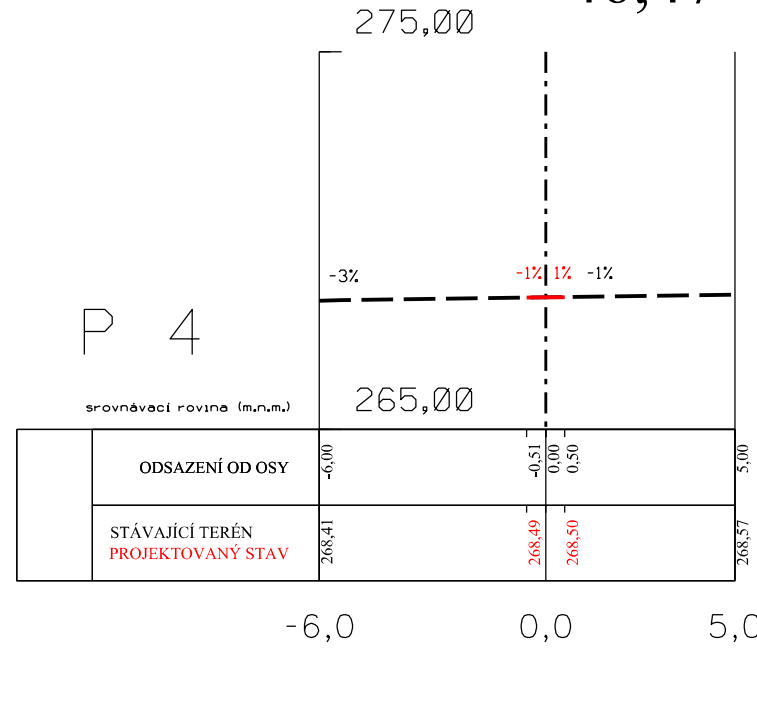 275,00
-3%
-1% 1% -1%
P 4
srovnávací rovina (m.n.m.)
265,00
ODSAZENÍ OD OSY
-6,00
-0,51
0,00
0,50
5,00
STÁVAJÍCÍ TERÉN
PROJEKTOVANÝ STAV
268,41
268,49
268,50
268,57
-6,0
0,0
5,0